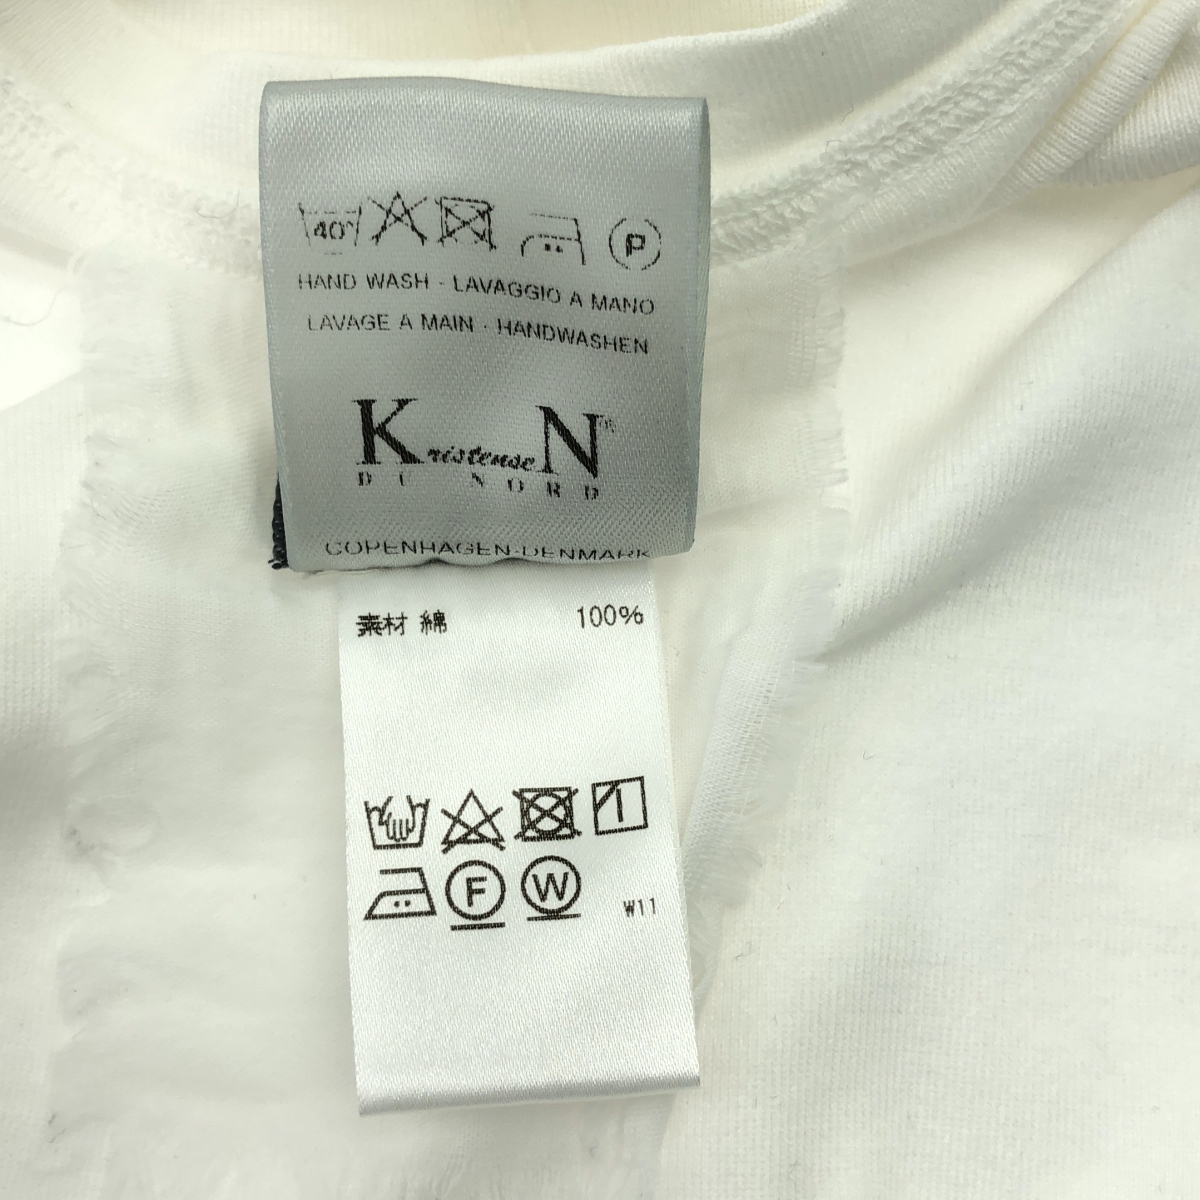 40°
P
HAND WASH - LAVAGGIO A MANO
LAVAGE A MAIN - HANDWASHEN
KristenseN®
DU NORD
COPENHAGEN-DENMARK
素材 綿 100%
F W W11